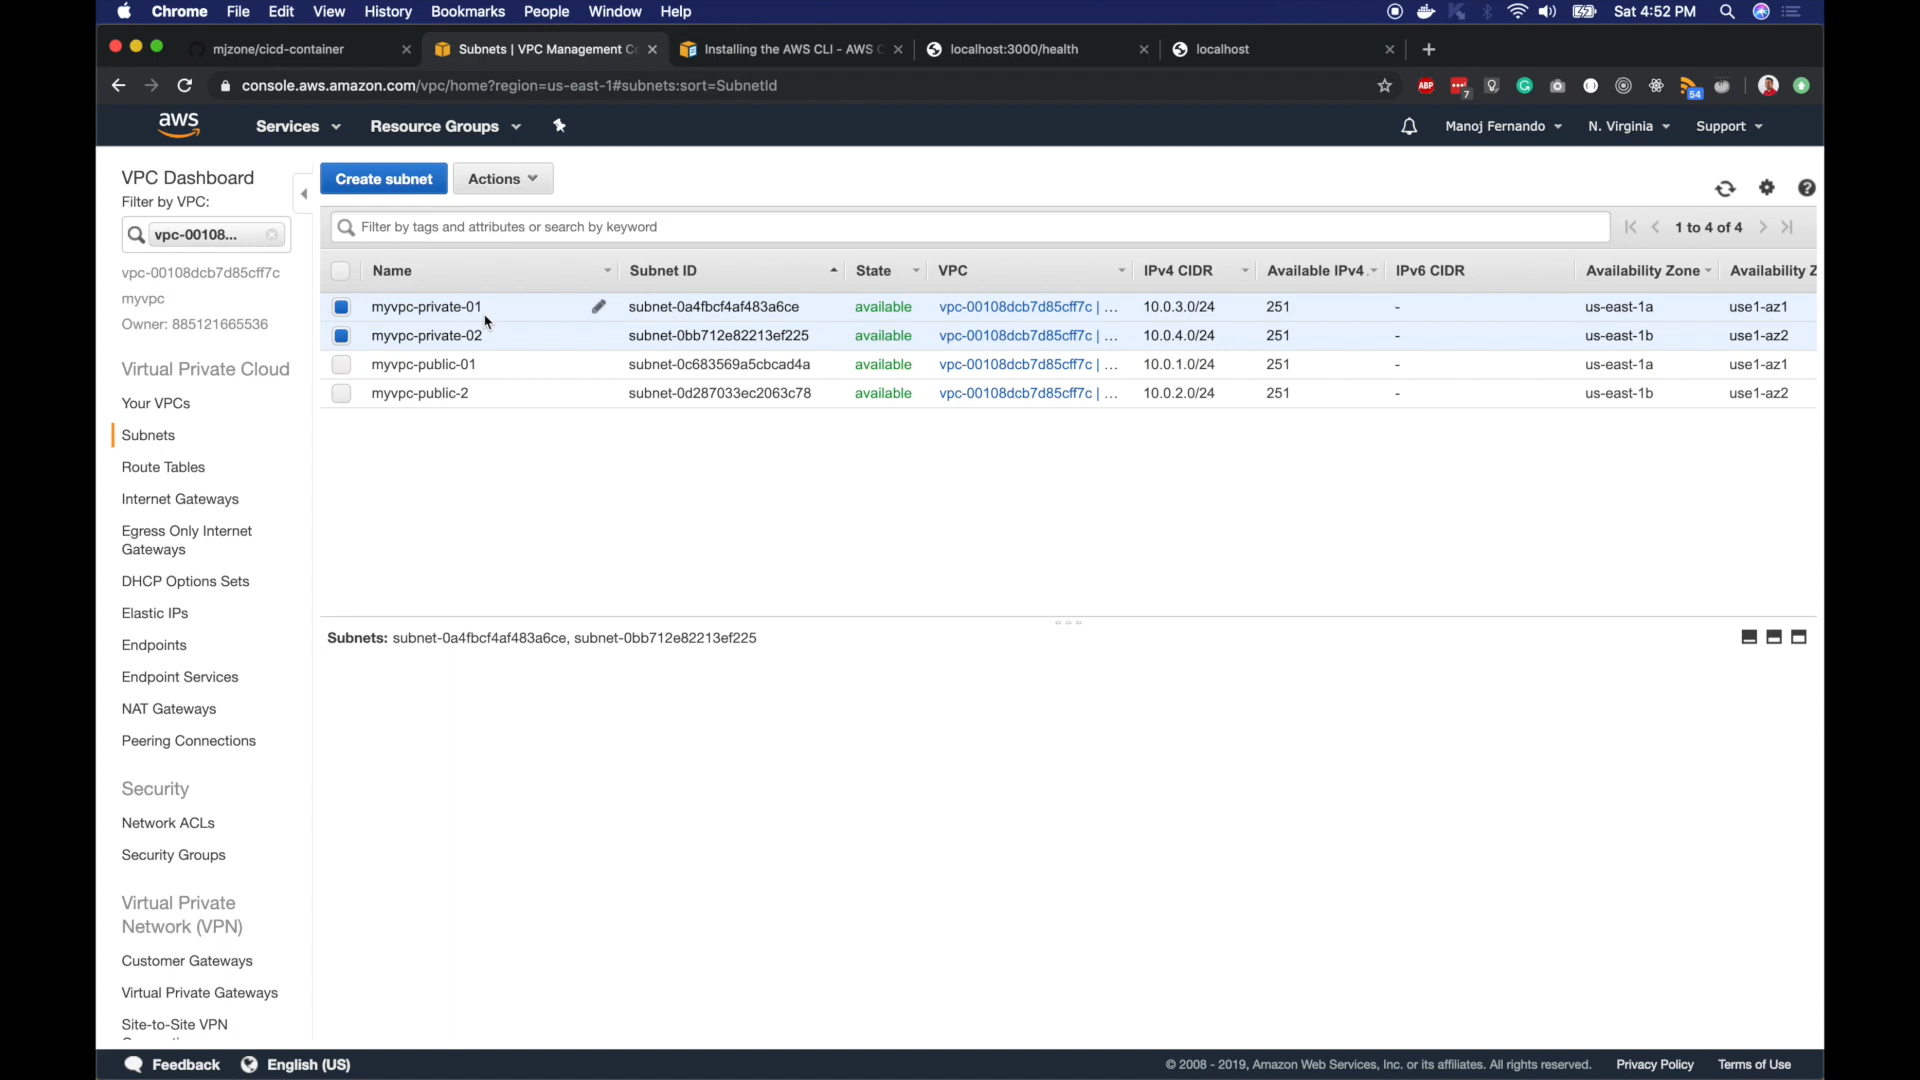 Chrome File Edit View History Bookmarks People Window Help Sat 4:52 PM
mjzone/cicd-container Subnets | VPC Management Co Installing the AWS CLI - AWS C localhost:3000/health localhost
console.aws.amazon.com/vpc/home?region=us-east-1#subnets:sort=SubnetId ABP 7 54
aws Services Resource Groups Manoj Fernando N. Virginia Support
VPC Dashboard
Filter by VPC:
vpc-00108...
vpc-00108dcb7d85cff7c
myvpc
Owner: 885121665536
Virtual Private Cloud
Your VPCs
Subnets
Route Tables
Internet Gateways
Egress Only Internet
Gateways
DHCP Options Sets
Elastic IPs
Endpoints
Endpoint Services
NAT Gateways
Peering Connections
Security
Network ACLs
Security Groups
Virtual Private
Network (VPN)
Customer Gateways
Virtual Private Gateways
Site-to-Site VPN
Create subnet Actions
Filter by tags and attributes or search by keyword 1 to 4 of 4
Name Subnet ID State VPC IPv4 CIDR Available IPv4 IPv6 CIDR Availability Zone Availability Z
myvpc-private-01 subnet-0a4fbcf4af483a6ce available vpc-00108dcb7d85cff7c | ... 10.0.3.0/24 251 - us-east-1a use1-az1
myvpc-private-02 subnet-0bb712e82213ef225 available vpc-00108dcb7d85cff7c | ... 10.0.4.0/24 251 - us-east-1b use1-az2
myvpc-public-01 subnet-0c683569a5cbcad4a available vpc-00108dcb7d85cff7c | ... 10.0.1.0/24 251 - us-east-1a use1-az1
myvpc-public-2 subnet-0d287033ec2063c78 available vpc-00108dcb7d85cff7c | ... 10.0.2.0/24 251 - us-east-1b use1-az2
Subnets: subnet-0a4fbcf4af483a6ce, subnet-0bb712e82213ef225
Feedback English (US) © 2008 - 2019, Amazon Web Services, Inc. or its affiliates. All rights reserved. Privacy Policy Terms of Use